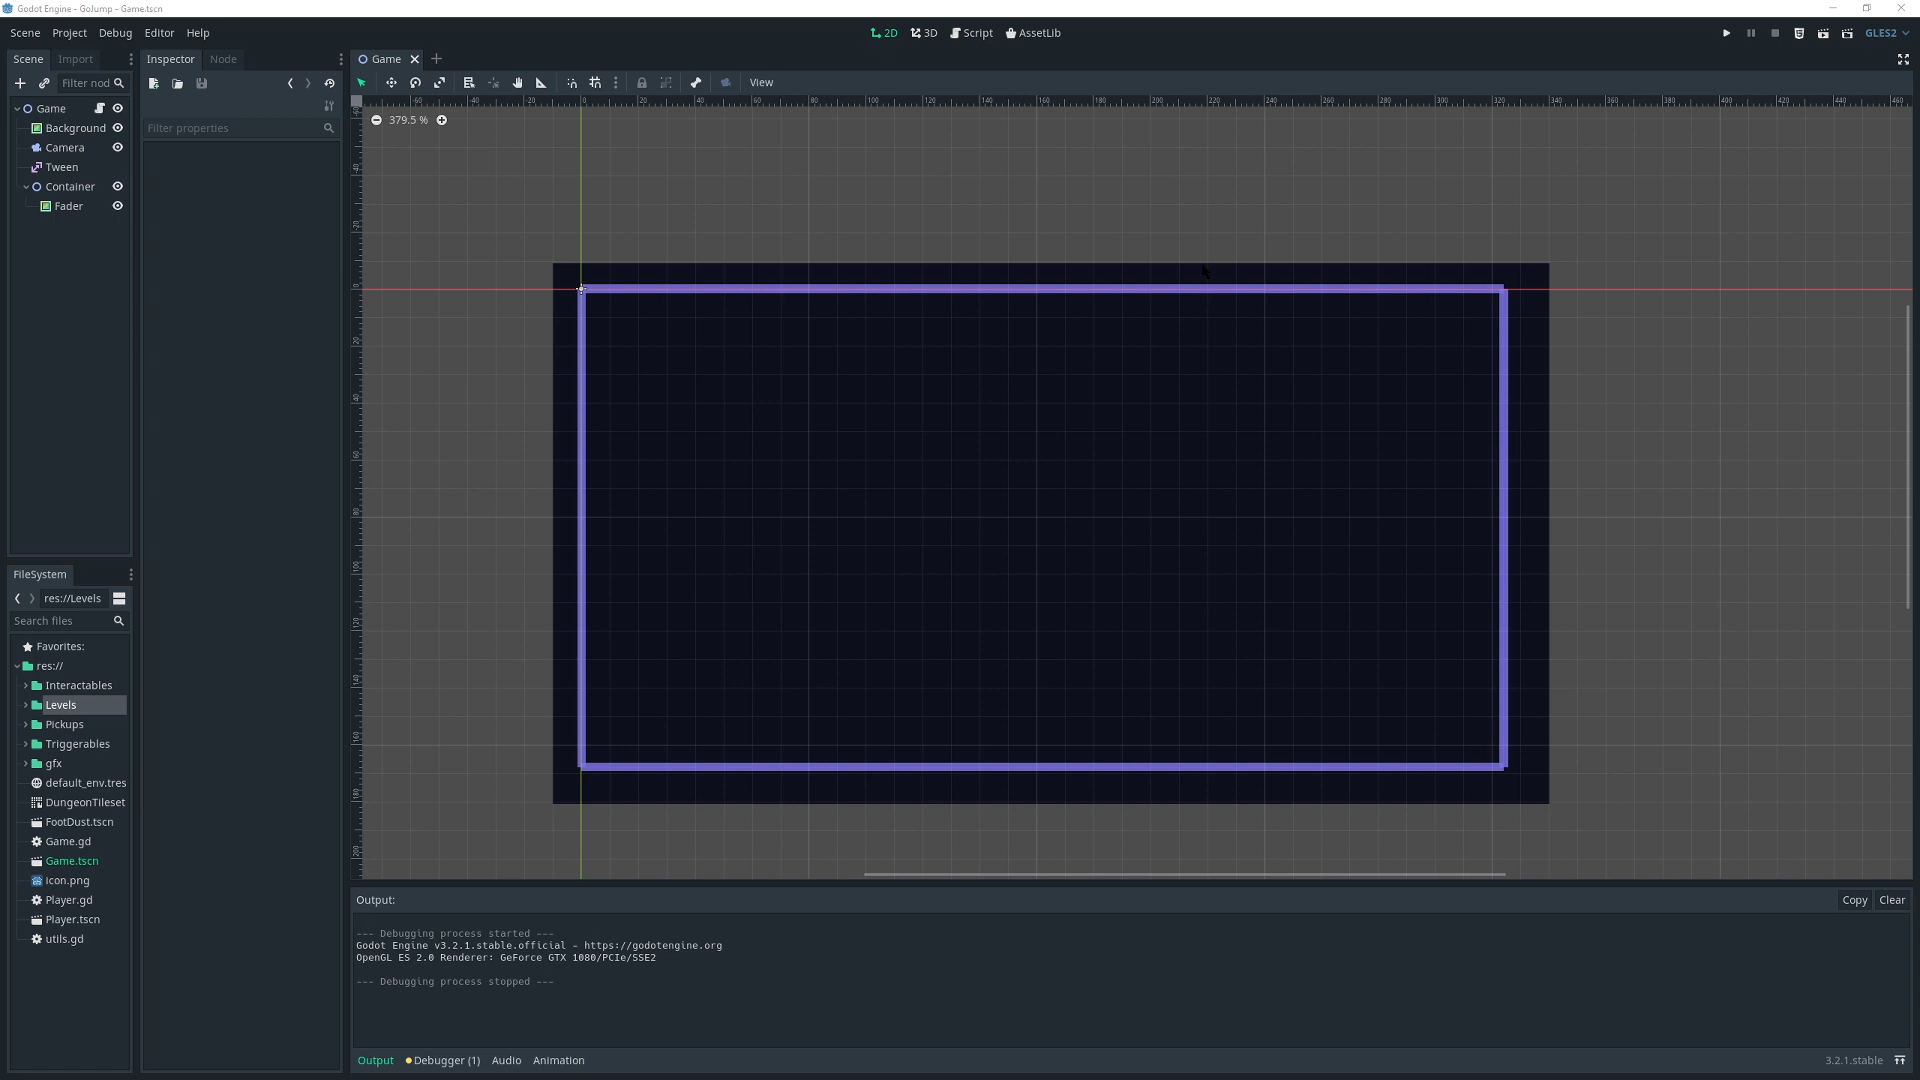 Godot Engine - GoJump - Game.tscn
Scene Project Debug Editor Help
2D 3D Script AssetLib
GLES2
Scene Import
Inspector Node
Game
Filter nod
View
Filter properties
379.5 %
Game
Background
Camera
Tween
Container
Fader
FileSystem
res://Levels
Search files
Favorites:
res://
Interactables
Levels
Pickups
Triggerables
gfx
default_env.tres
DungeonTileset
FootDust.tscn
Game.gd
Game.tscn
icon.png
Player.gd
Player.tscn
utils.gd
Output:
Copy Clear
--- Debugging process started ---
Godot Engine v3.2.1.stable.official - https://godotengine.org
OpenGL ES 2.0 Renderer: GeForce GTX 1080/PCIe/SSE2
--- Debugging process stopped ---
Output Debugger (1) Audio Animation
3.2.1.stable